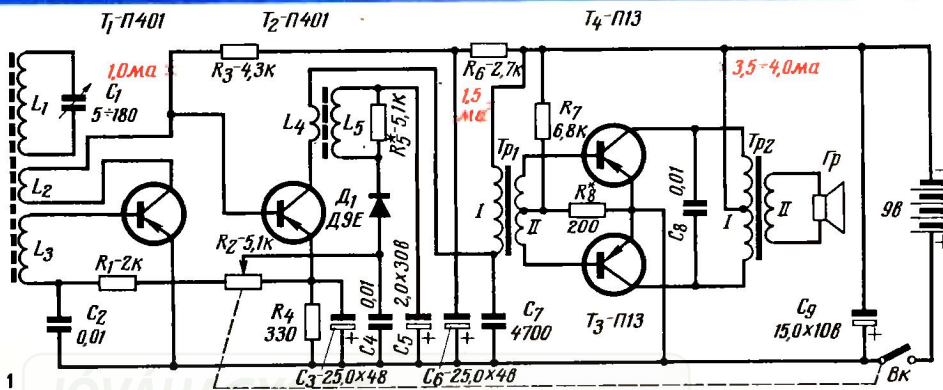 Т₁-П401
Т₂-П401
Т₄-П13
1,0ма
R₃-4,3к
R₆-2,7к
3,5÷4,0ма
L₁
C₁
5÷180
L₄
L₅
R₅*-5,1к
1,5
ма
R₇
6,8к
Тр₁
Тр₂
Гр
L₂
Д₁
Д9Е
I
II
R₈*
200
C₈
0,01
I
II
9в
L₃
R₂-5,1к
R₁-2к
C₂
0,01
R₄
330
C₄
0,01
C₅
2,0×30в
C₇
4700
Т₃-П13
C₉
15,0×10в
+
+
+
+
+
C₃-25,0×4в
C₆-25,0×4в
Вк
1